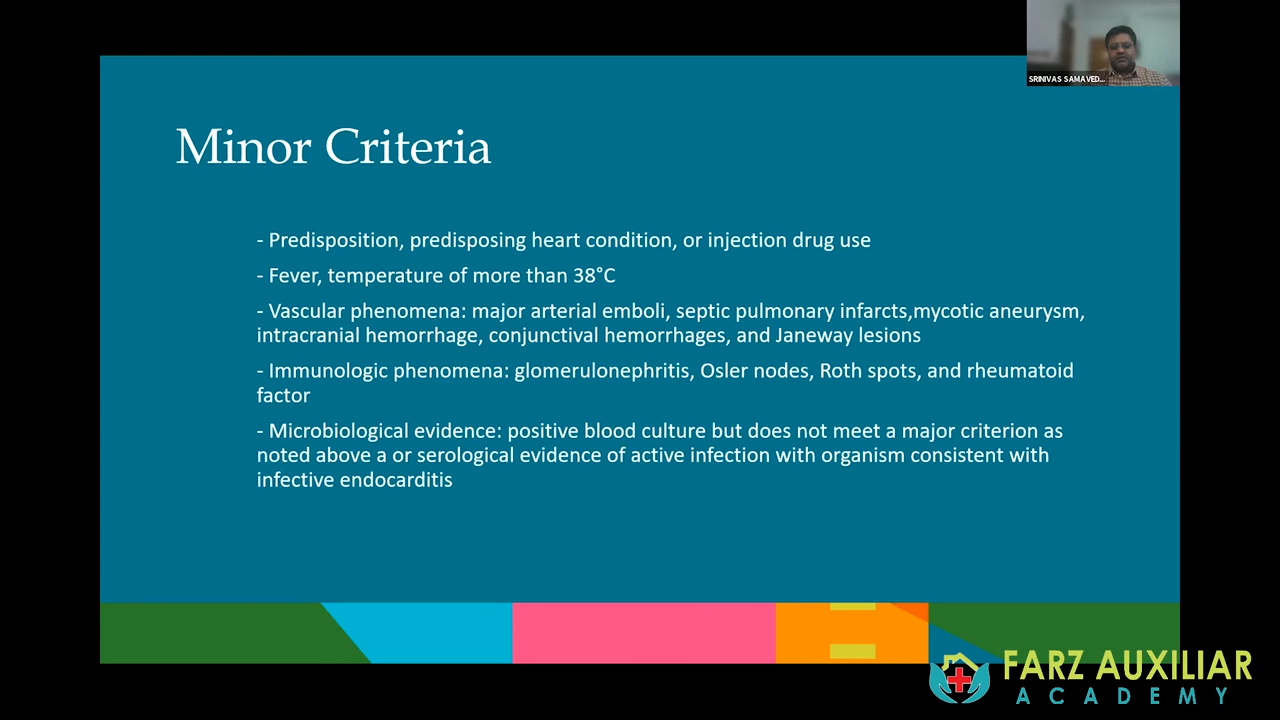 SRINIVAS SAMAVED...
Minor Criteria
- Predisposition, predisposing heart condition, or injection drug use
- Fever, temperature of more than 38°C
- Vascular phenomena: major arterial emboli, septic pulmonary infarcts,mycotic aneurysm,
intracranial hemorrhage, conjunctival hemorrhages, and Janeway lesions
- Immunologic phenomena: glomerulonephritis, Osler nodes, Roth spots, and rheumatoid
factor
- Microbiological evidence: positive blood culture but does not meet a major criterion as
noted above a or serological evidence of active infection with organism consistent with
infective endocarditis
FARZ AUXILIAR
ACADEMY